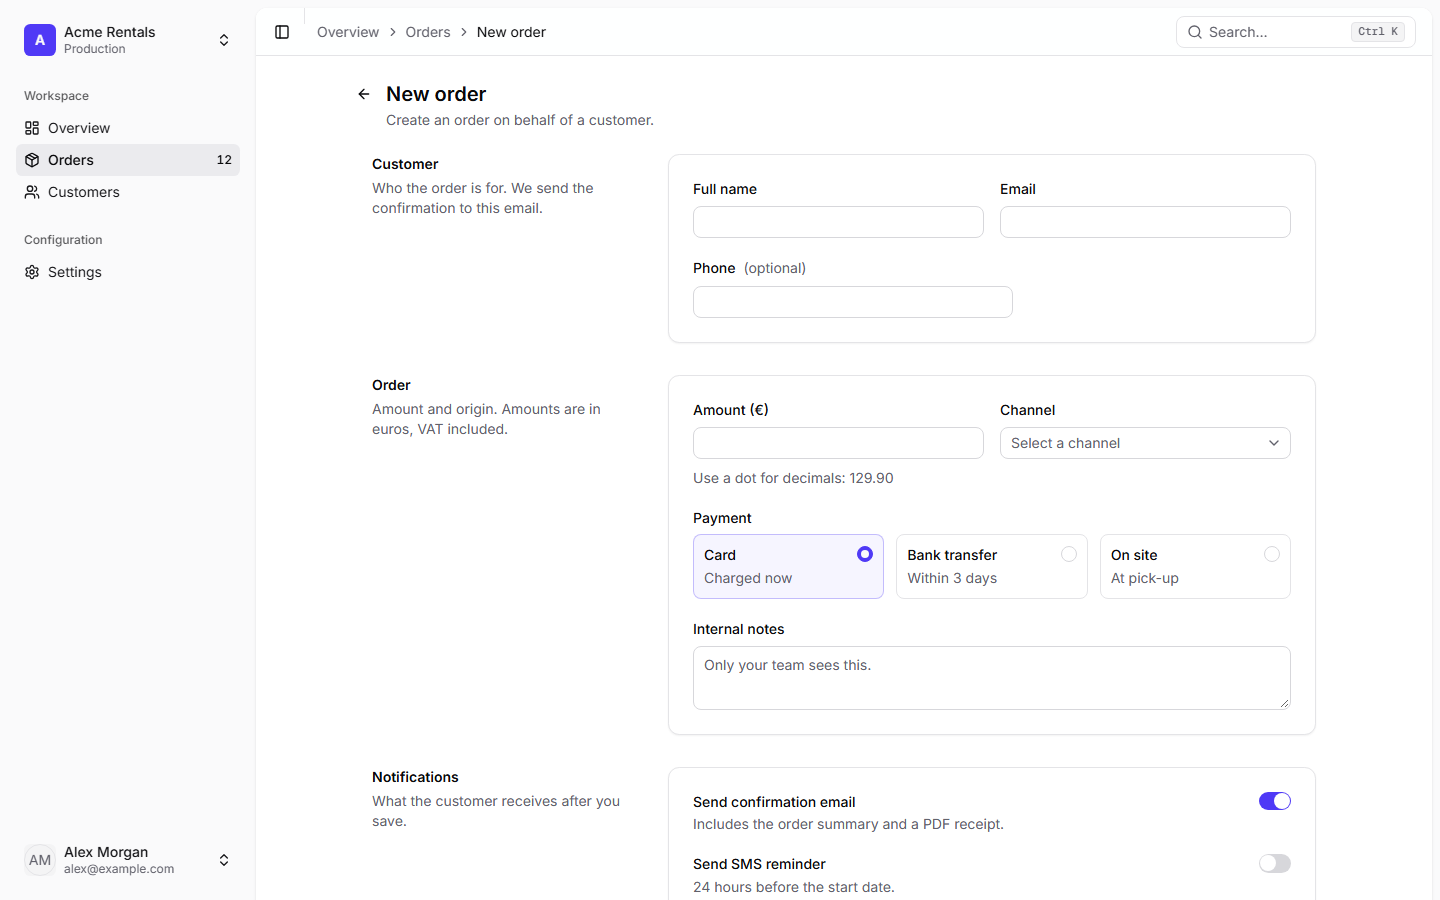 A
Acme Rentals
Production
Workspace
Overview
Orders 12
Customers
Configuration
Settings
AM
Alex Morgan
alex@example.com
Overview > Orders > New order
Search... Ctrl K
New order
Create an order on behalf of a customer.
Customer
Who the order is for. We send the
confirmation to this email.
Full name
Email
Phone (optional)
Order
Amount and origin. Amounts are in
euros, VAT included.
Amount (€)
Channel
Select a channel
Use a dot for decimals: 129.90
Payment
Card
Charged now
Bank transfer
Within 3 days
On site
At pick-up
Internal notes
Only your team sees this.
Notifications
What the customer receives after you
save.
Send confirmation email
Includes the order summary and a PDF receipt.
Send SMS reminder
24 hours before the start date.